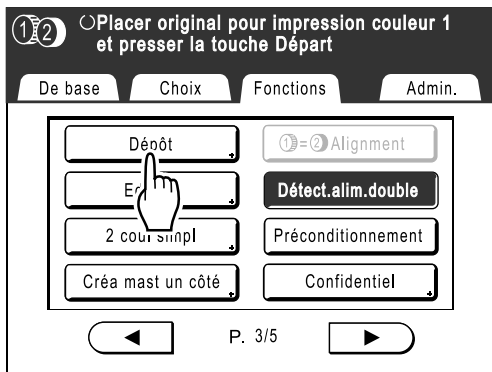 ①② Placer original pour impression couleur 1
et presser la touche Départ
De base Choix Fonctions Admin.
Dépôt ①=② Alignment
Détect.alim.double
2 coul simpl Préconditionnement
Créa mast un côté Confidentiel
◄ P. 3/5 ►